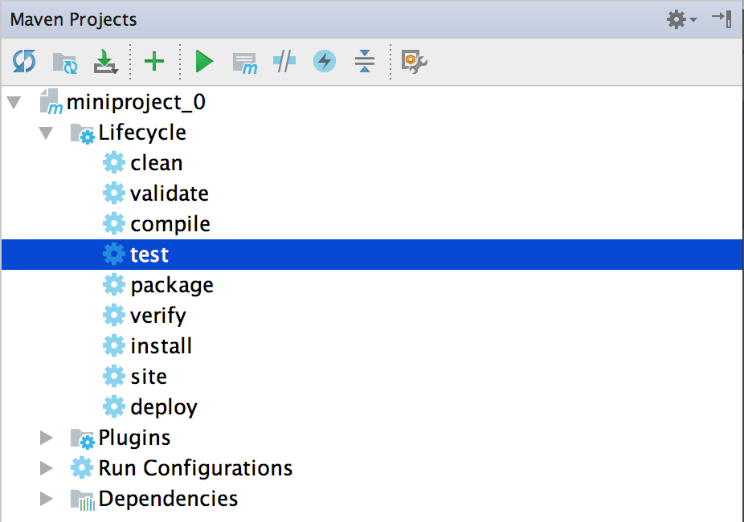 Maven Projects
miniproject_0
Lifecycle
clean
validate
compile
test
package
verify
install
site
deploy
Plugins
Run Configurations
Dependencies